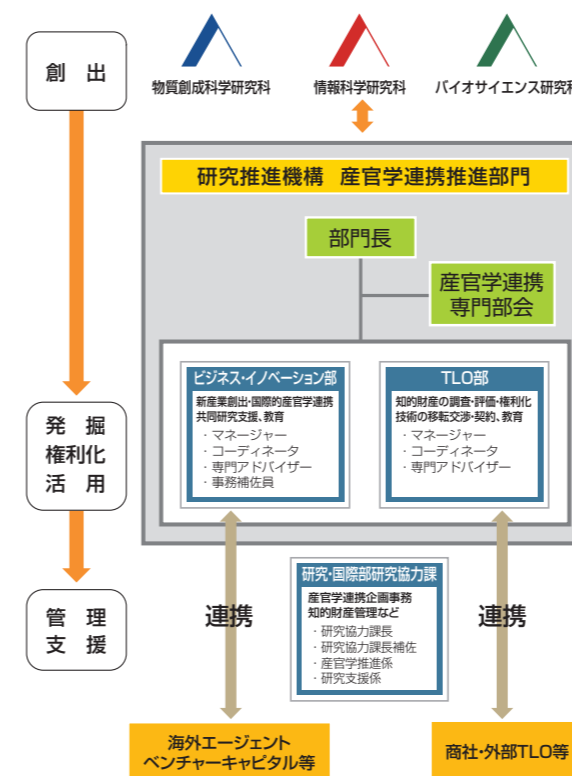 創 出
物質創成科学研究科
情報科学研究科
バイオサイエンス研究科
研究推進機構 産官学連携推進部門
部門長
産官学連携
専門部会
ビジネス・イノベーション部
新産業創出・国際的産官学連携
共同研究支援、教育
・マネージャー
・コーディネータ
・専門アドバイザー
・事務補佐員
TLO部
知的財産の調査・評価・権利化
技術の移転交渉・契約、教育
・マネージャー
・コーディネータ
・専門アドバイザー
発 掘
権利化
活 用
研究・国際部研究協力課
産官学連携企画事務
知的財産管理など
・研究協力課長
・研究協力課長補佐
・産官学推進係
・研究支援係
連携
連携
管 理
支 援
海外エージェント
ベンチャーキャピタル等
商社・外部TLO等